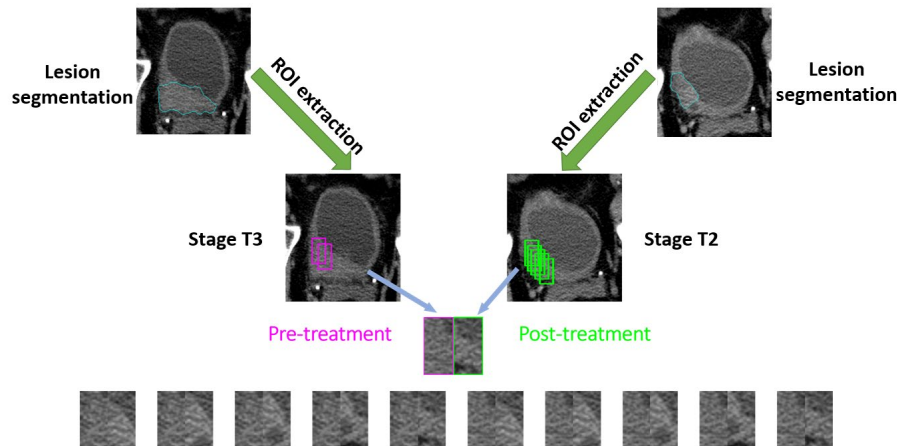 Lesion
segmentation
ROI extraction
ROI extraction
Lesion
segmentation
Stage T3
Stage T2
Pre-treatment
Post-treatment